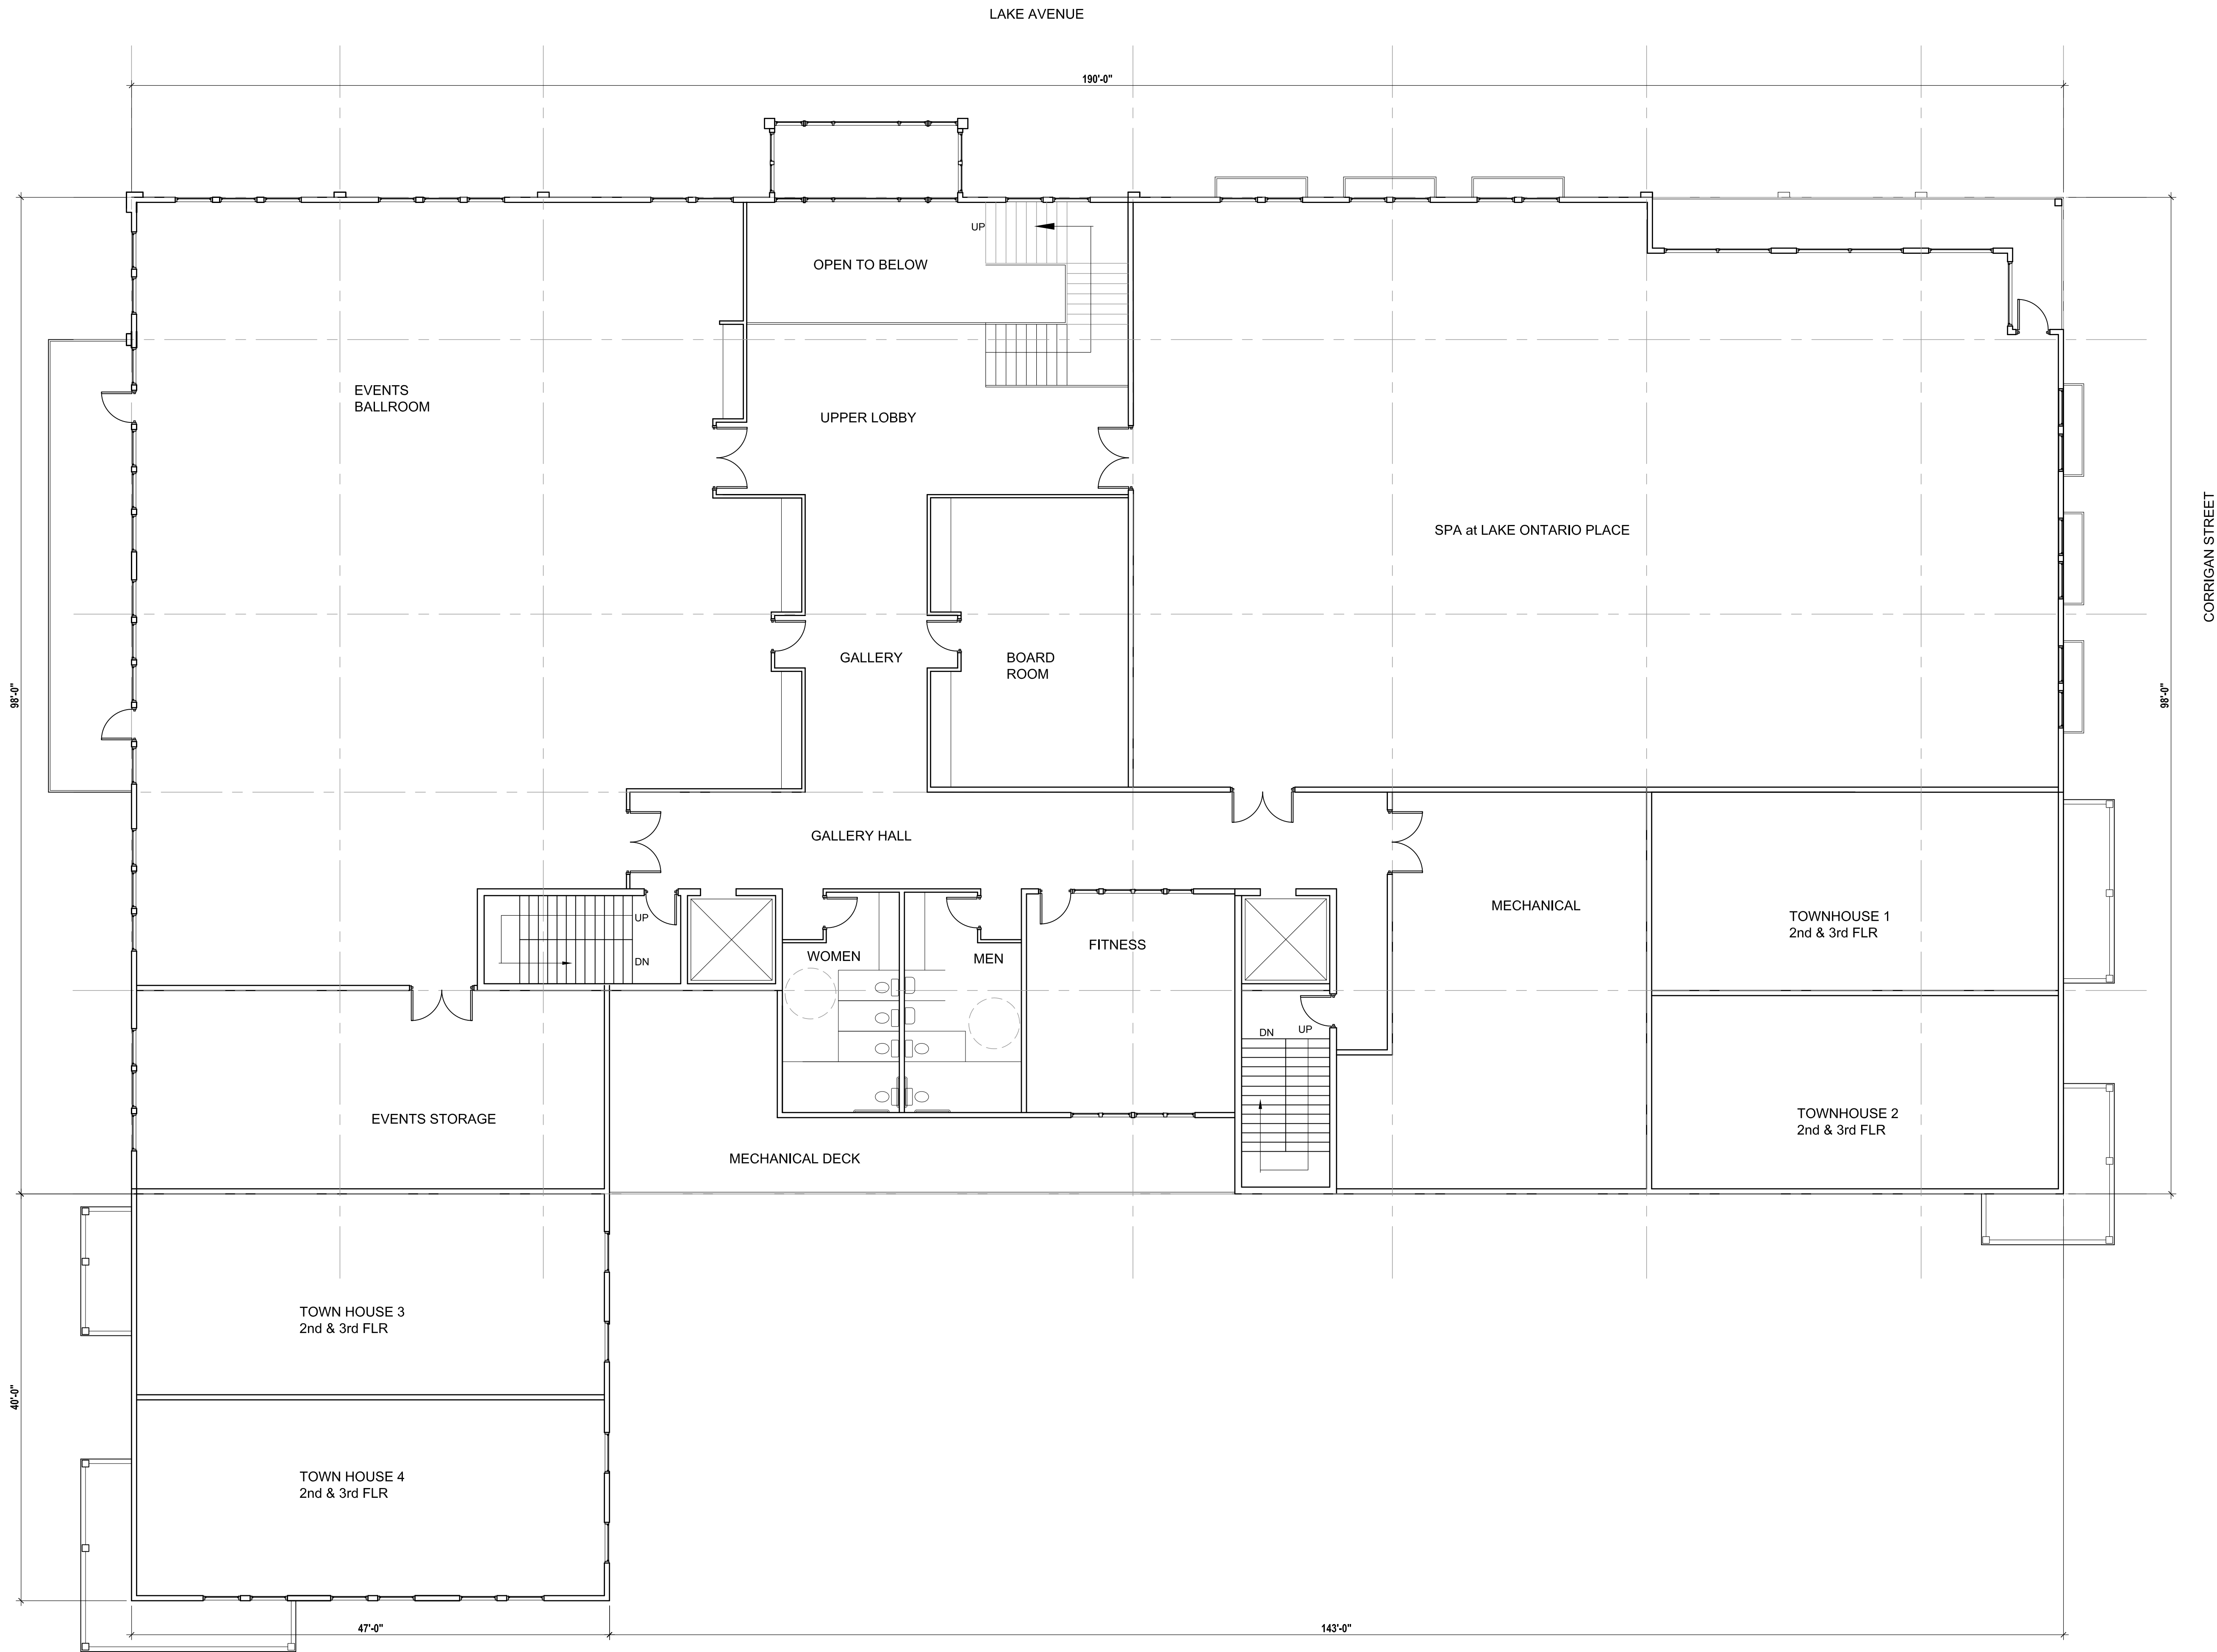 LAKE AVENUE
190'-0"
UP
OPEN TO BELOW
EVENTS
BALLROOM
UPPER LOBBY
SPA at LAKE ONTARIO PLACE
CORRIGAN STREET
GALLERY
BOARD
ROOM
98'-0"
98'-0"
GALLERY HALL
MECHANICAL
UP
TOWNHOUSE 1
2nd & 3rd FLR
FITNESS
WOMEN
MEN
DN
DN
UP
EVENTS STORAGE
TOWNHOUSE 2
2nd & 3rd FLR
MECHANICAL DECK
TOWN HOUSE 3
2nd & 3rd FLR
40'-0"
TOWN HOUSE 4
2nd & 3rd FLR
47'-0"
143'-0"